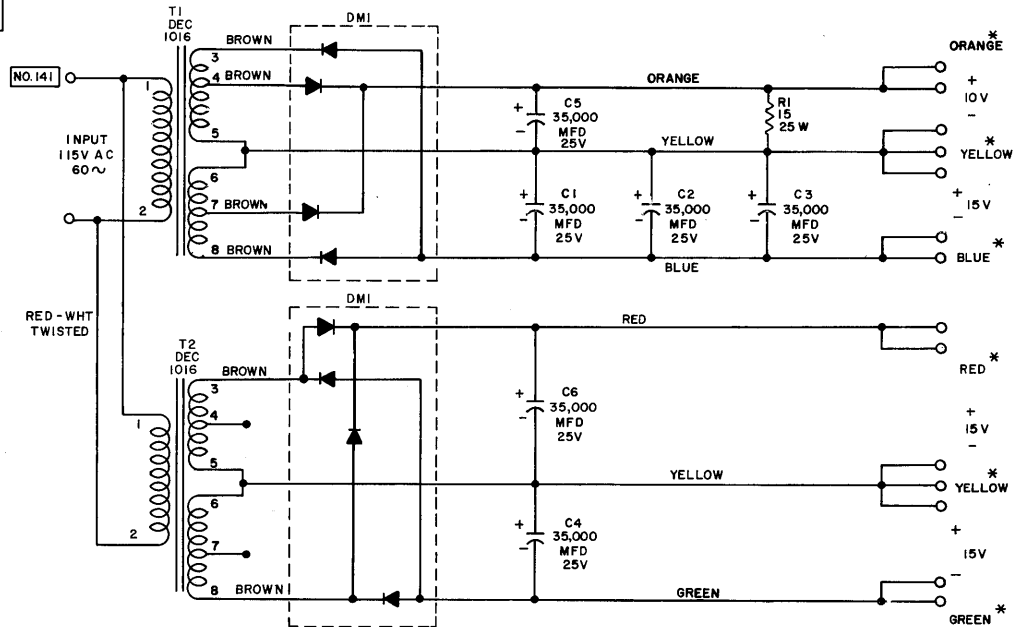 T1
DEC
1016
DM1
BROWN
3
4 BROWN
5
6
7 BROWN
8 BROWN
NO. 141
1
2
INPUT
115V AC
60~
ORANGE
+
-
C5
35,000
MFD
25V
R1
15
25 W
YELLOW
+
-
C1
35,000
MFD
25V
+
-
C2
35,000
MFD
25V
+
-
C3
35,000
MFD
25V
BLUE
ORANGE*
+
10V
-
YELLOW*
+
15V
-
BLUE*
RED-WHT
TWISTED
T2
DEC
1016
DM1
BROWN
3
4
5
6
7
8 BROWN
1
2
RED
+
-
C6
35,000
MFD
25V
YELLOW
+
-
C4
35,000
MFD
25V
GREEN
RED*
+
15V
-
YELLOW*
+
15V
-
GREEN*